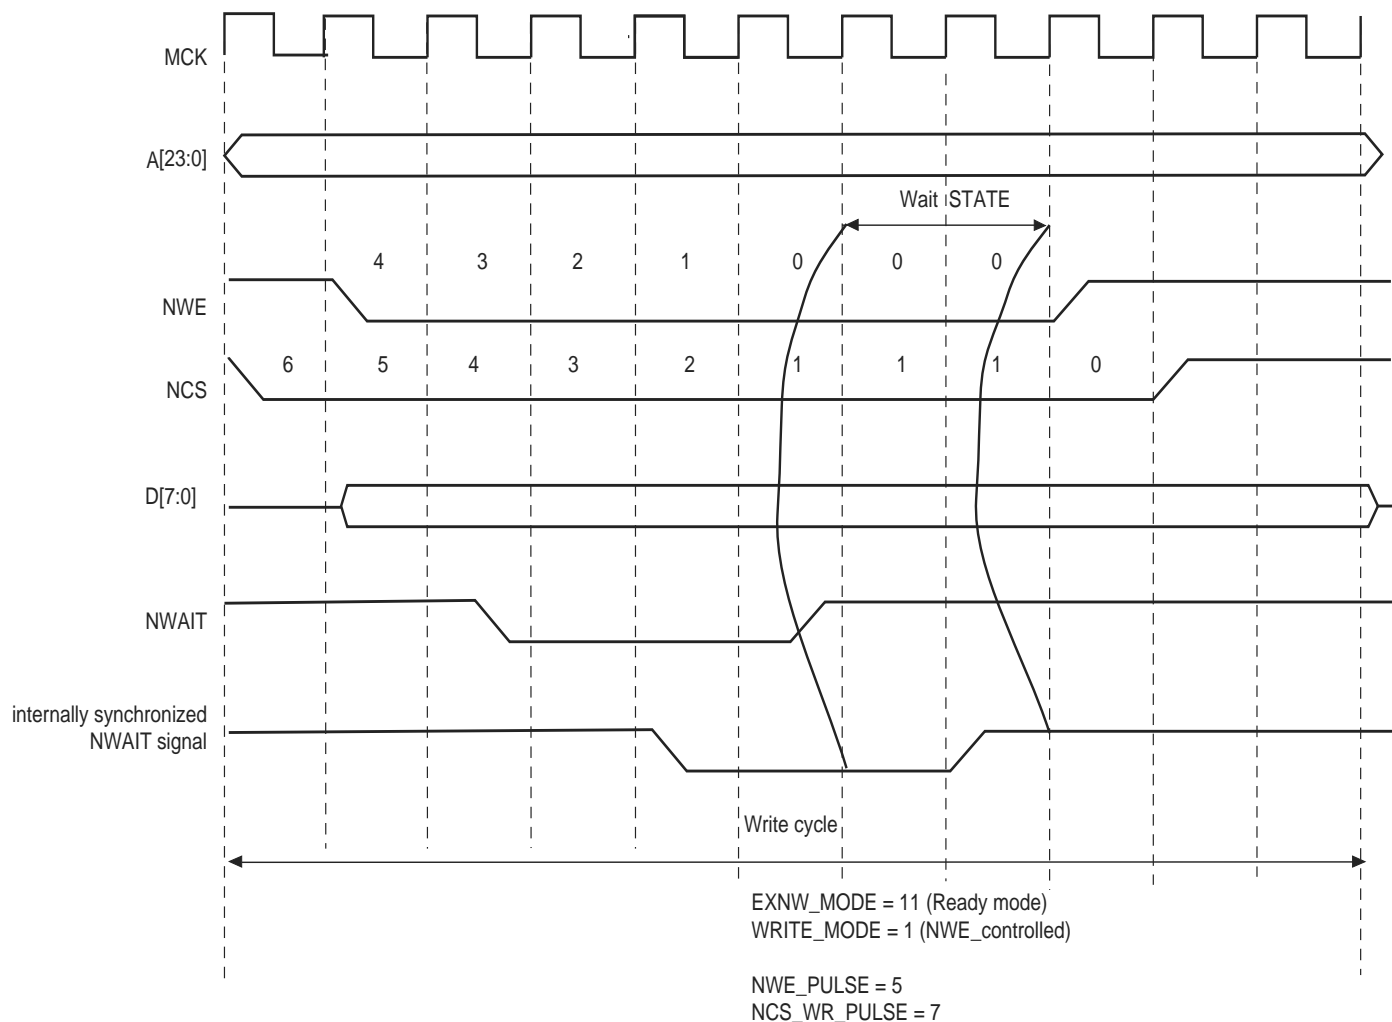 MCK
A[23:0]
Wait STATE
4 3 2 1 0 0 0
NWE
6 5 4 3 2 1 1 1 0
NCS
D[7:0]
NWAIT
internally synchronized
NWAIT signal
Write cycle
EXNW_MODE = 11 (Ready mode)
WRITE_MODE = 1 (NWE_controlled)
NWE_PULSE = 5
NCS_WR_PULSE = 7